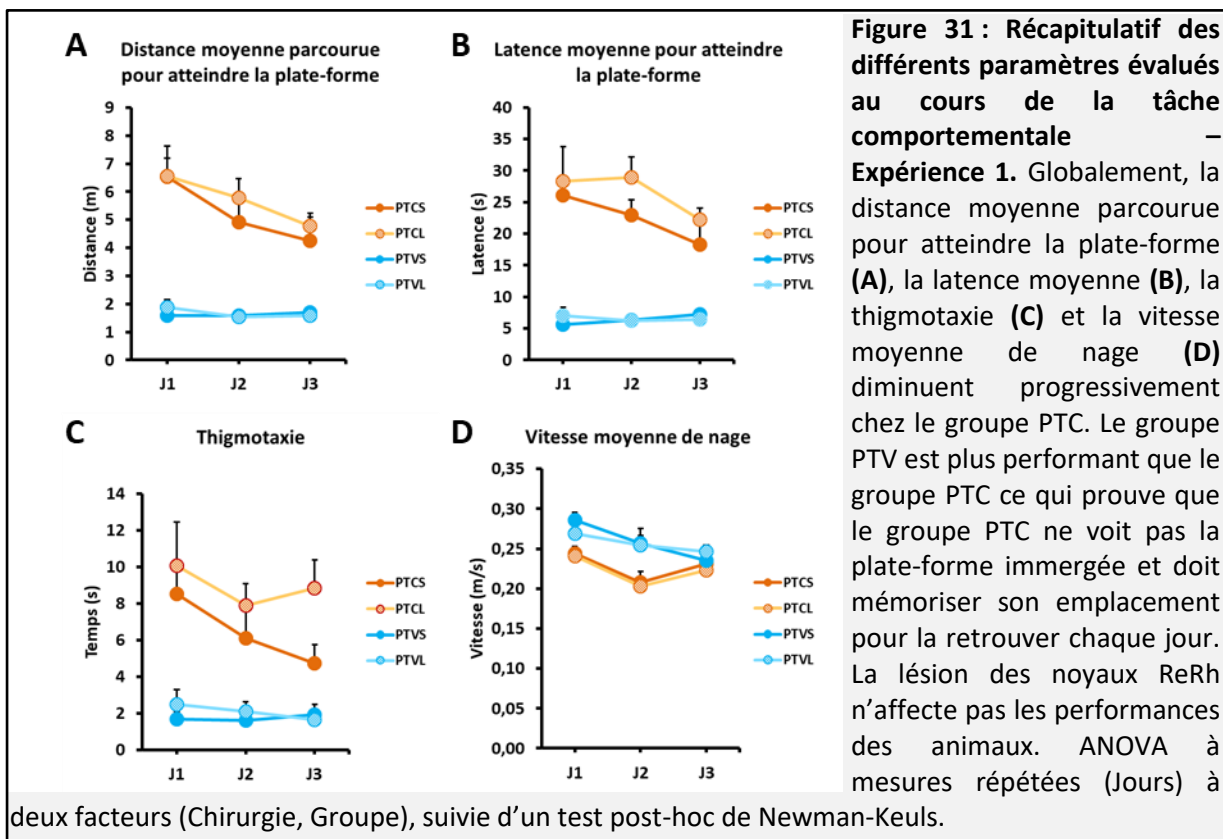 A
Distance moyenne parcourue
pour atteindre la plate-forme
Distance (m)
9
8
7
6
5
4
3
2
1
0
J1
J2
J3
PTCS
PTCL
PTVS
PTVL
B
Latence moyenne pour atteindre
la plate-forme
Latence (s)
40
35
30
25
20
15
10
5
0
J1
J2
J3
PTCS
PTCL
PTVS
PTVL
C
Thigmotaxie
Temps (s)
14
12
10
8
6
4
2
0
J1
J2
J3
PTCS
PTCL
PTVS
PTVL
D
Vitesse moyenne de nage
Vitesse (m/s)
0,35
0,30
0,25
0,20
0,15
0,10
0,05
0,00
J1
J2
J3
PTCS
PTCL
PTVS
PTVL
Figure 31 : Récapitulatif des
différents paramètres évalués
au cours de la tâche
comportementale –
Expérience 1. Globalement, la
distance moyenne parcourue
pour atteindre la plate-forme
(A), la latence moyenne (B), la
thigmotaxie (C) et la vitesse
moyenne de nage (D)
diminuent progressivement
chez le groupe PTC. Le groupe
PTV est plus performant que le
groupe PTC ce qui prouve que
le groupe PTC ne voit pas la
plate-forme immergée et doit
mémoriser son emplacement
pour la retrouver chaque jour.
La lésion des noyaux ReRh
n'affecte pas les performances
des animaux. ANOVA à
mesures répétées (Jours) à
deux facteurs (Chirurgie, Groupe), suivie d'un test post-hoc de Newman-Keuls.